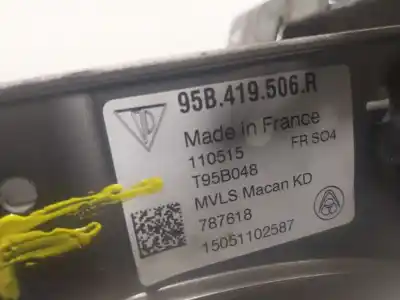 95B.419.506.R
Made in France
110515 FR SO4
T95B048
MVLS Macan KD
787618
15051102587